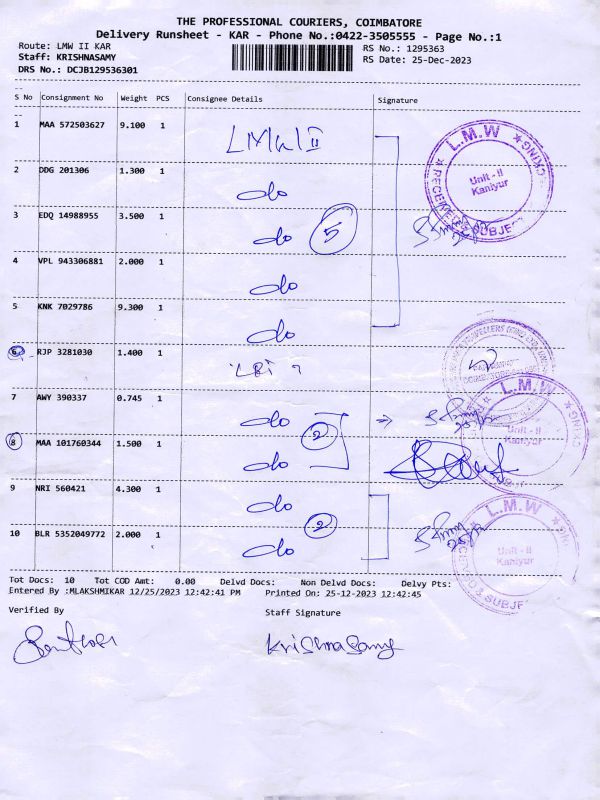 THE PROFESSIONAL COURIERS, COIMBATORE
Delivery Runsheet - KAR - Phone No.:0422-3505555 - Page No.:1
Route: LMW II KAR
RS No.: 1295363
Staff: KRISHNASAMY
RS Date: 25-Dec-2023
DRS No.: DCJB129536301
S No Consignment No Weight PCS Consignee Details Signature
1 MAA 572503627 9.100 1 LMW II
2 DDG 201306 1.300 1 do
3 EDQ 14988955 3.500 1 do 5
4 VPL 943306881 2.000 1 do
5 KNK 7029786 9.300 1 do
6 RJP 3281030 1.400 1
7 AWY 390337 0.745 1 do
8 MAA 101760344 1.500 1 do 2
9 NRI 560421 4.300 1 do
10 BLR 5352049772 2.000 1 do 2
L.M.W
Unit - II
Kaniyur
L.M.W
Unit - II
Kaniyur
L.M.W
Unit - II
Kaniyur
Tot Docs: 10 Tot COD Amt: 0.00 Delvd Docs: Non Delvd Docs: Delvy Pts:
Entered By :MLAKSHMIKAR 12/25/2023 12:42:41 PM Printed On: 25-12-2023 12:42:45
Verified By Staff Signature
Krishnasamy